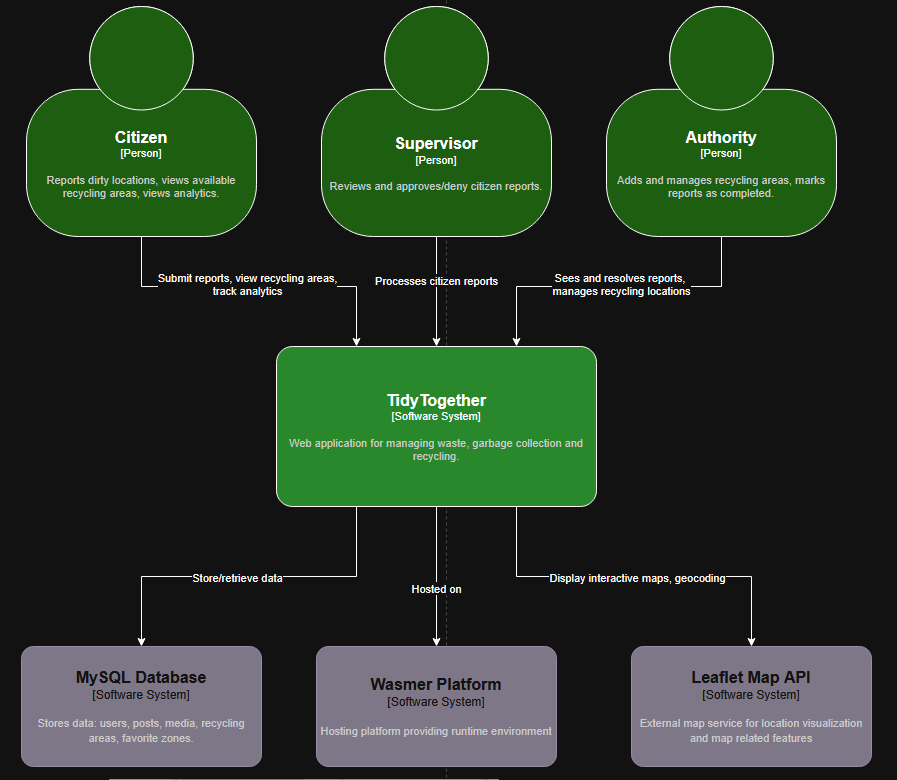 Citizen
[Person]
Reports dirty locations, views available
recycling areas, views analytics.
Supervisor
[Person]
Reviews and approves/deny citizen reports.
Authority
[Person]
Adds and manages recycling areas, marks
reports as completed.
Submit reports, view recycling areas,
track analytics
Processes citizen reports
Sees and resolves reports,
manages recycling locations
TidyTogether
[Software System]
Web application for managing waste, garbage collection and
recycling.
Store/retrieve data
Hosted on
Display interactive maps, geocoding
MySQL Database
[Software System]
Stores data: users, posts, media, recycling
areas, favorite zones.
Wasmer Platform
[Software System]
Hosting platform providing runtime environment
Leaflet Map API
[Software System]
External map service for location visualization
and map related features